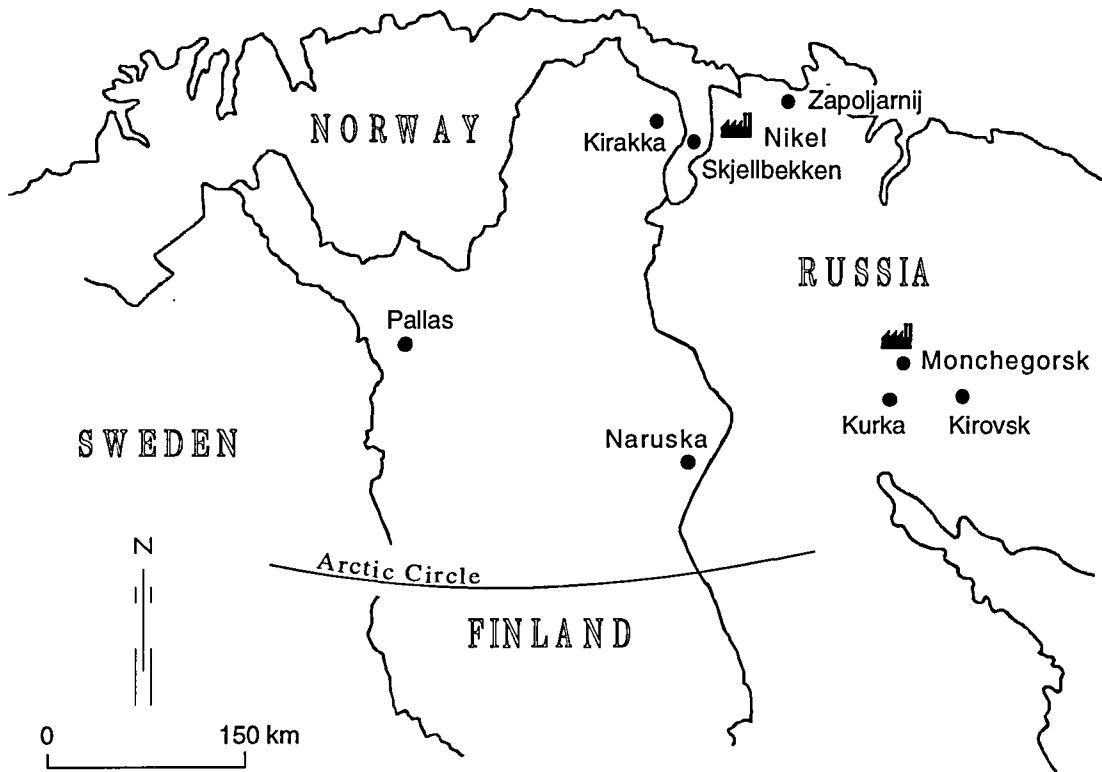 Zapoljarnij
NORWAY
Kirakka
Nikel
Skjellbekken
RUSSIA
Pallas
Monchegorsk
Kurka
Kirovsk
SWEDEN
Naruska
N
Arctic Circle
FINLAND
0 150 km